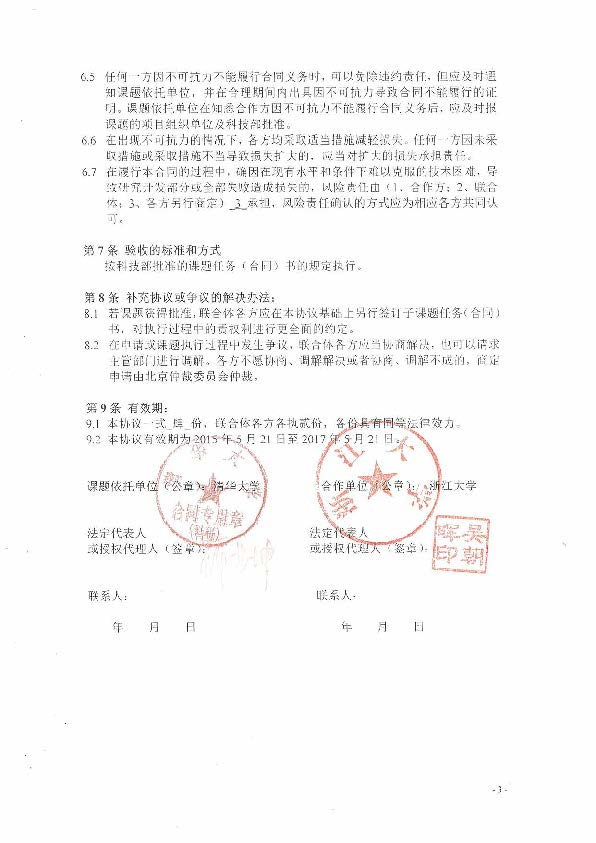 6.5 任何一方因不可抗力不能履行合同义务时，可以免除违约责任，但应及时通
知课题依托单位，并在合理期间内出具因不可抗力导致合同不能履行的证
明。课题依托单位在知悉合作方因不可抗力不能履行合同义务后，应及时报
课题的项目组织单位及科技部批准。
6.6 在出现不可抗力的情况下，各方均采取适当措施减轻损失。任何一方因未采
取措施或采取措施不当导致损失扩大的，应当对扩大的损失承担责任。
6.7 在履行本合同的过程中，确因在现有水平和条件下难以克服的技术困难，导
致研究开发部分或全部失败造成损失的，风险责任由（1、合作方；2、联合
体；3、各方另行商定）_3_承担，风险责任确认的方式应为相应各方共同认
可。
第 7 条 验收的标准和方式
按科技部批准的课题任务（合同）书的规定执行。
第 8 条 补充协议或争议的解决办法：
8.1 若课题获得批准，联合体各方应在本协议基础上另行签订子课题任务（合同）
书，对执行过程中的责权利进行更全面的约定。
8.2 在申请或课题执行过程中发生争议，联合体各方应当协商解决，也可以请求
主管部门进行调解。各方不愿协商、调解解决或者协商、调解不成的，商定
申请由北京仲裁委员会仲裁。
第 9 条 有效期：
9.1 本协议一式_肆_份，联合体各方各执贰份，各份具有同等法律效力。
9.2 本协议有效期为 2015 年 5 月 21 日至 2017 年 5 月 21 日。
课题依托单位（公章）：清华大学 合作单位（公章）：浙江大学
合同专用章
法定代表人 法定代表人
或授权代理人（签章）： 或授权代理人（签章）：
吴朝
晖印
联系人： 联系人：
年 月 日 年 月 日
- 3 -